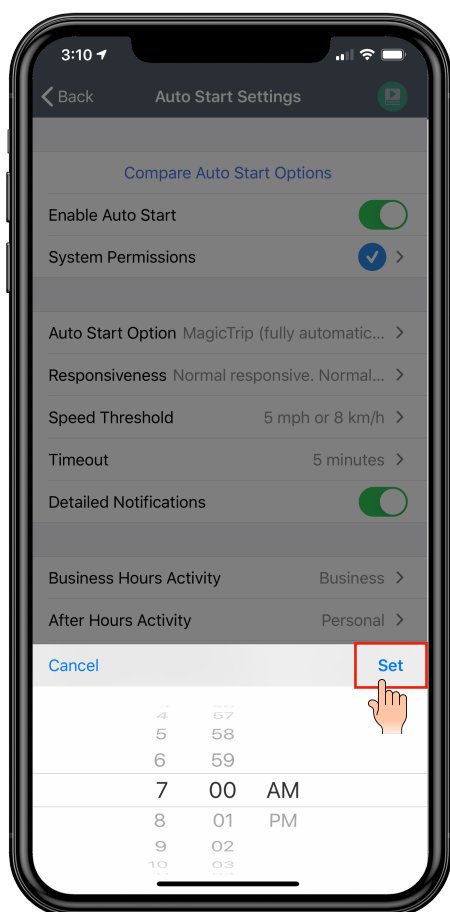 3:10
Back Auto Start Settings
Compare Auto Start Options
Enable Auto Start
System Permissions
Auto Start Option MagicTrip (fully automatic...
Responsiveness Normal responsive. Normal...
Speed Threshold 5 mph or 8 km/h
Timeout 5 minutes
Detailed Notifications
Business Hours Activity Business
After Hours Activity Personal
Cancel Set
4 57
5 58
6 59
7 00 AM
8 01 PM
9 02
10 03